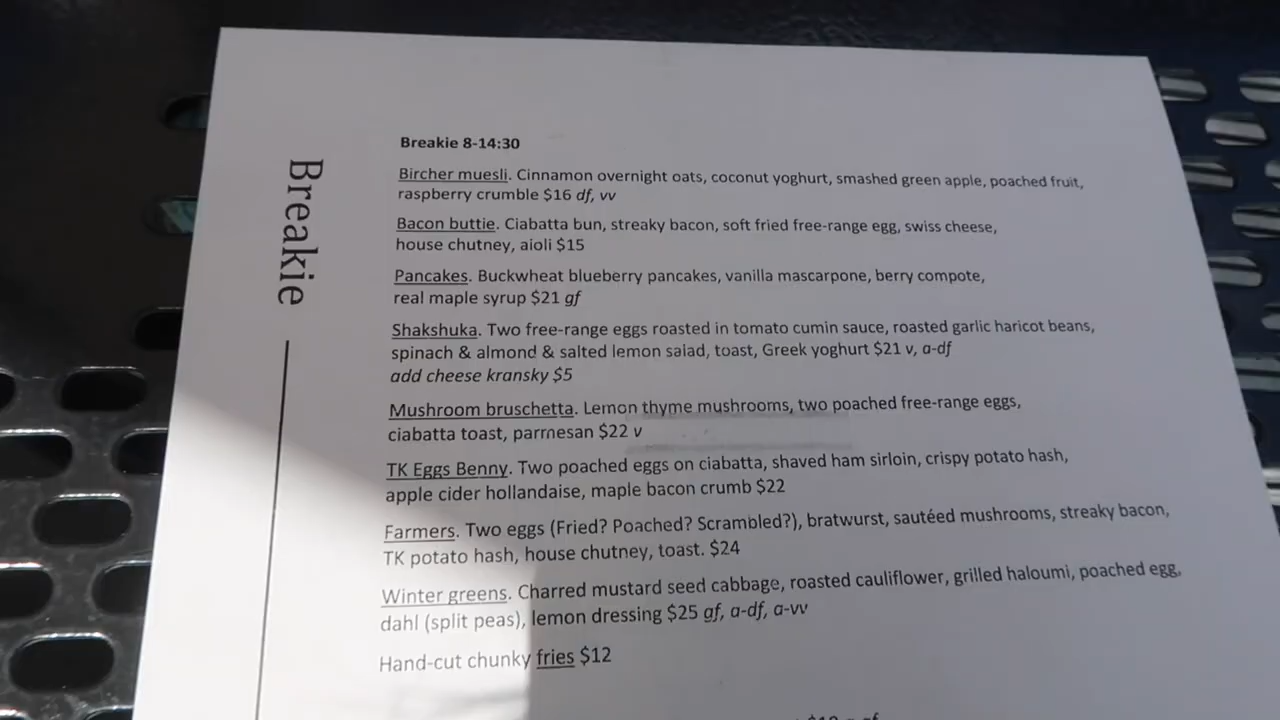 Breakie
Breakie 8-14:30
Bircher muesli. Cinnamon overnight oats, coconut yoghurt, smashed green apple, poached fruit,
raspberry crumble $16 df, vv
Bacon buttie. Ciabatta bun, streaky bacon, soft fried free-range egg, swiss cheese,
house chutney, aioli $15
Pancakes. Buckwheat blueberry pancakes, vanilla mascarpone, berry compote,
real maple syrup $21 gf
Shakshuka. Two free-range eggs roasted in tomato cumin sauce, roasted garlic haricot beans,
spinach & almond & salted lemon salad, toast, Greek yoghurt $21 v, a-df
add cheese kransky $5
Mushroom bruschetta. Lemon thyme mushrooms, two poached free-range eggs,
ciabatta toast, parmesan $22 v
TK Eggs Benny. Two poached eggs on ciabatta, shaved ham sirloin, crispy potato hash,
apple cider hollandaise, maple bacon crumb $22
Farmers. Two eggs (Fried? Poached? Scrambled?), bratwurst, sautéed mushrooms, streaky bacon,
TK potato hash, house chutney, toast. $24
Winter greens. Charred mustard seed cabbage, roasted cauliflower, grilled haloumi, poached egg,
dahl (split peas), lemon dressing $25 gf, a-df, a-vv
Hand-cut chunky fries $12